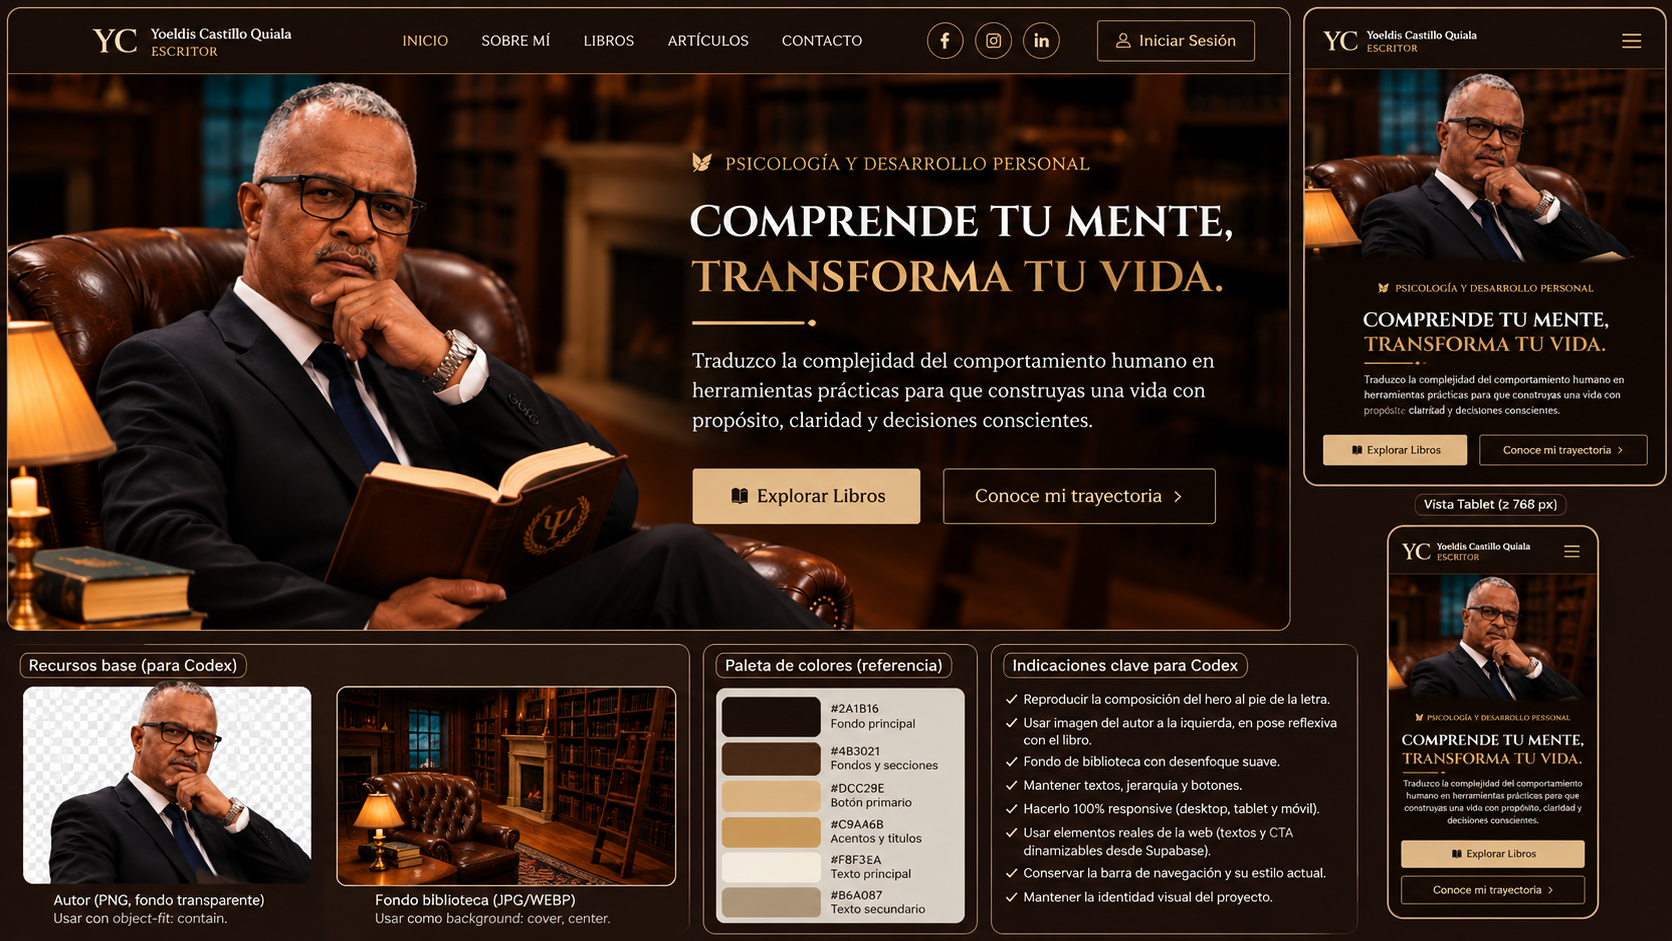 YC
Yoeldis Castillo Quiala
ESCRITOR
INICIO
SOBRE MÍ
LIBROS
ARTÍCULOS
CONTACTO
Iniciar Sesión
PSICOLOGÍA Y DESARROLLO PERSONAL
COMPRENDE TU MENTE,
TRANSFORMA TU VIDA.
Traduzco la complejidad del comportamiento humano en
herramientas prácticas para que construyas una vida con
propósito, claridad y decisiones conscientes.
Explorar Libros
Conoce mi trayectoria
Ψ
YC
Yoeldis Castillo Quiala
ESCRITOR
PSICOLOGÍA Y DESARROLLO PERSONAL
COMPRENDE TU MENTE,
TRANSFORMA TU VIDA.
Traduzco la complejidad del comportamiento humano en
herramientas prácticas para que construyas una vida con
decisiones conscientes.
Explorar Libros
Conoce mi trayectoria
Vista Tablet (≥ 768 px)
YC
Yoeldis Castillo Quiala
ESCRITOR
PSICOLOGÍA Y DESARROLLO
COMPRENDE TU MENTE,
TRANSFORMA TU VIDA.
Traduzco la complejidad del comportamiento
humano en herramientas prácticas para que
construyas una vida con propósito, claridad y
decisiones conscientes.
Explorar Libros
Conoce mi trayectoria
Recursos base (para Codex)
Autor (PNG, fondo transparente)
Usar con object-fit: contain.
Fondo biblioteca (JPG/WEBP)
Usar como background: cover, center.
Paleta de colores (referencia)
#2A1B16
Fondo principal
#4B3021
Fondos y secciones
#DCC29E
Botón primario
#C9AA6B
Acentos y titulos
#F8F3EA
Texto principal
#B6A087
Texto secundario
Indicaciones clave para Codex
Reproducir la composición del hero al pie de la letra.
Usar imagen del autor a la izquierda, en pose reflexiva
con el libro.
Fondo de biblioteca con desenfoque suave.
Mantener textos, jerarquía y botones.
Hacerlo 100% responsive (desktop, tablet y móvil).
Usar elementos reales de la web (textos y CTA
dinamizables desde Supabase).
Conservar la barra de navegación y su estilo actual.
Mantener la identidad visual del proyecto.